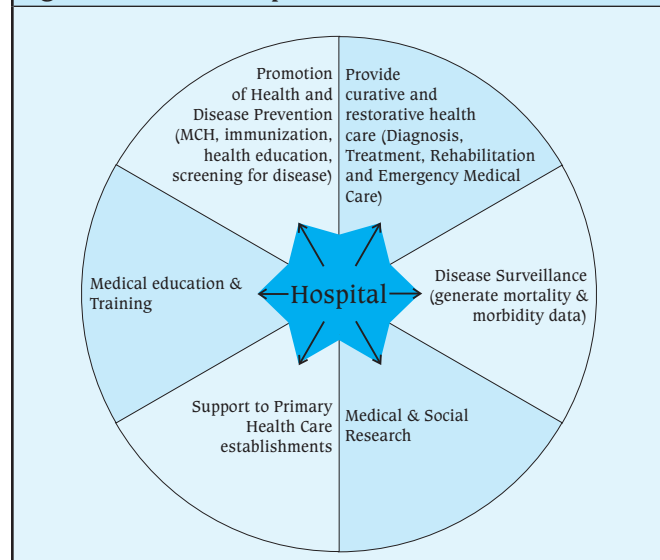 Promotion
of Health and
Disease Prevention
(MCH, immunization,
health education,
screening for disease)
Provide
curative and
restorative health
care (Diagnosis,
Treatment, Rehabilitation
and Emergency Medical
Care)
Medical education &
Training
Hospital
Disease Surveillance
(generate mortality &
morbidity data)
Support to Primary
Health Care
establishments
Medical & Social
Research